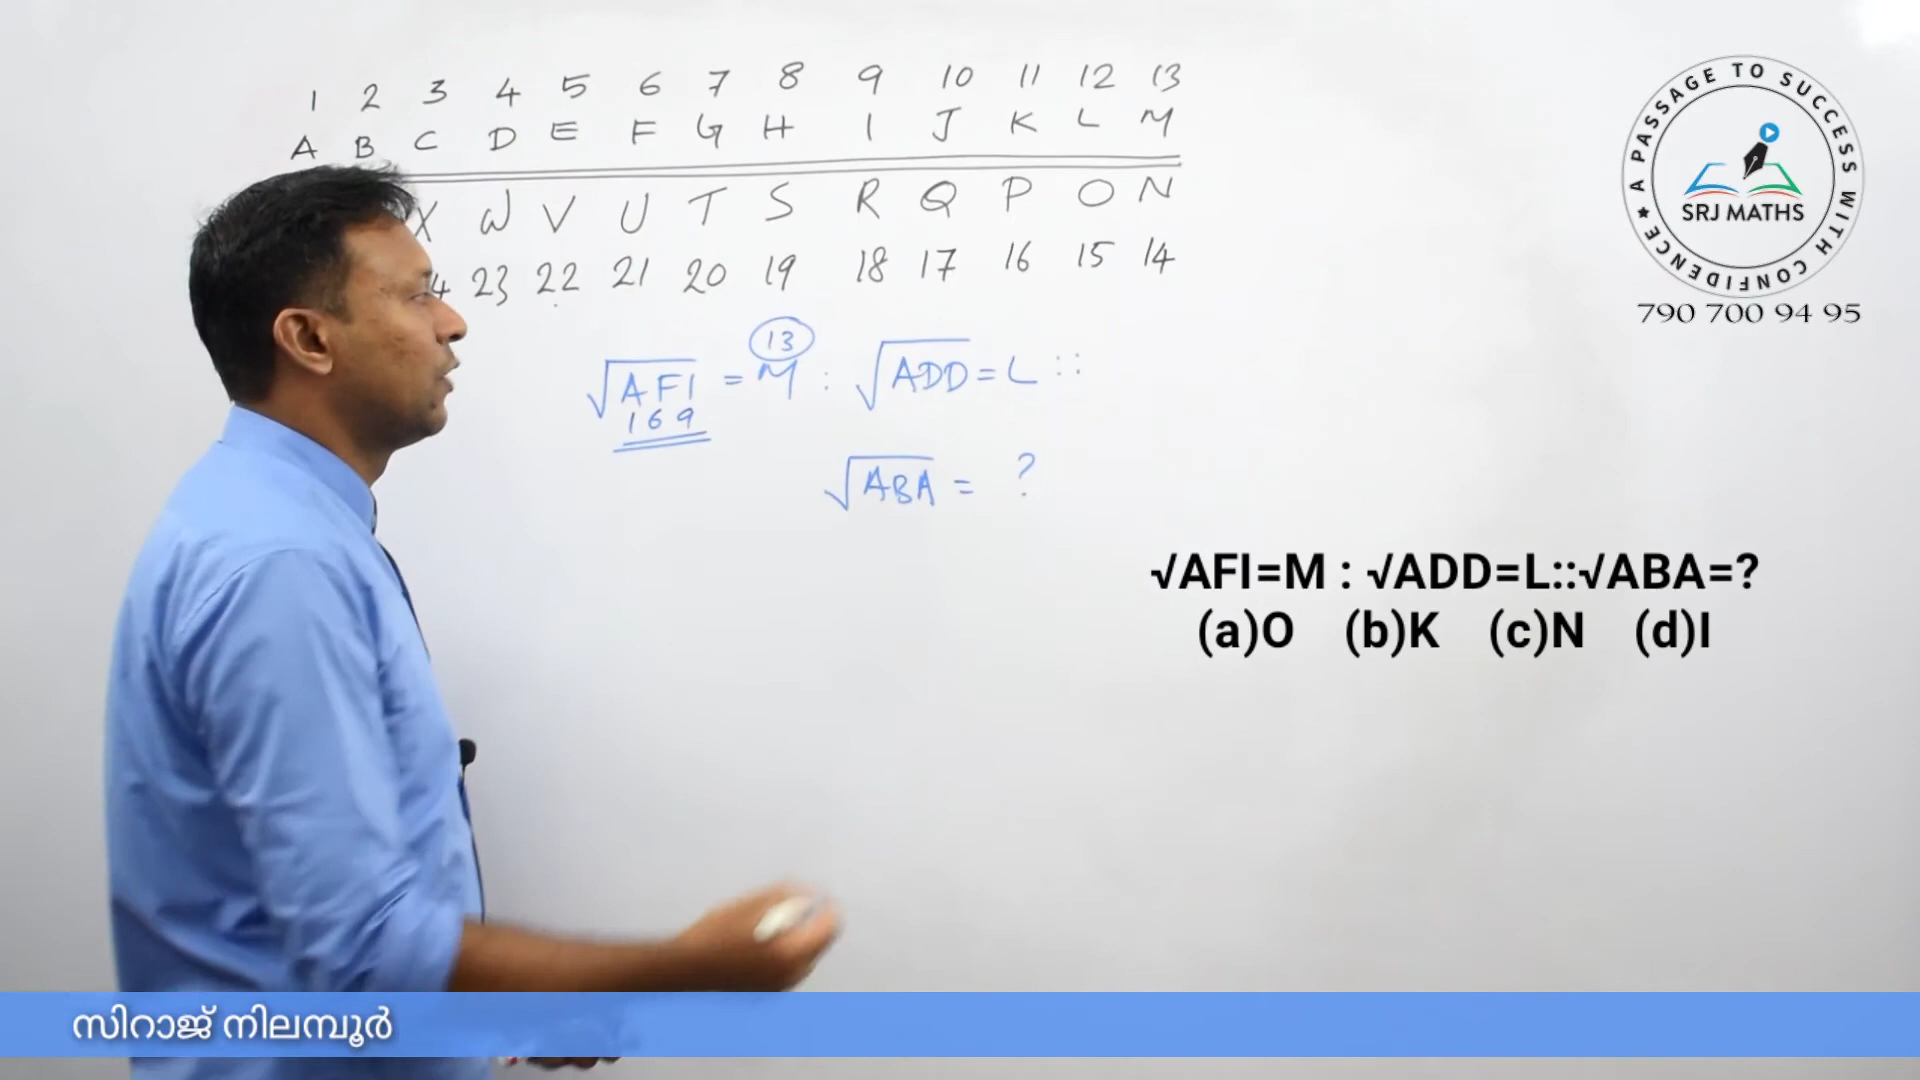 1 2 3 4 5 6 7 8 9 10 11 12 13
A B C D E F G H I J K L M
X W V U T S R Q P O N
4 23 22 21 20 19 18 17 16 15 14
13
√AFI = M : √ADD = L ::
169
√ABA = ?
A PASSAGE TO SUCCESS WITH CONFIDENCE ★
SRJ MATHS
790 700 94 95
√AFI=M : √ADD=L::√ABA=?
(a)O (b)K (c)N (d)I
സിറാജ് നിലമ്പൂർ